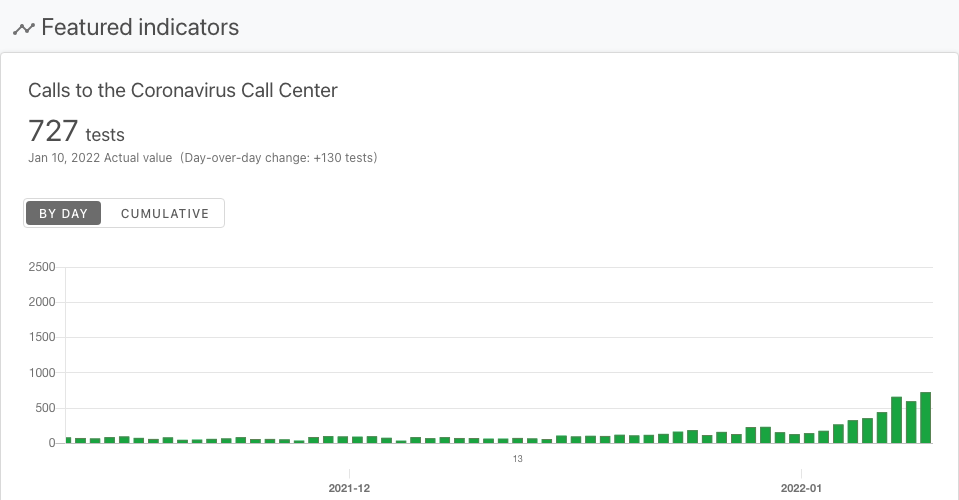 Featured indicators
Calls to the Coronavirus Call Center
727 tests
Jan 10, 2022 Actual value (Day-over-day change: +130 tests)
BY DAY CUMULATIVE
2500
2000
1500
1000
500
0
13
2021-12 2022-01